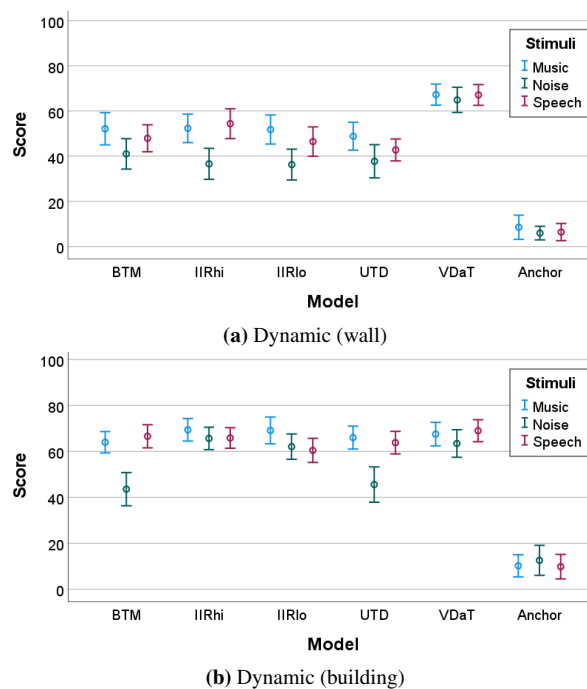 100
80
60
40
20
0
Score
Stimuli
Music
Noise
Speech
BTM IIRhi IIRlo UTD VDaT Anchor
Model
(a) Dynamic (wall)
100
80
60
40
20
0
Score
Stimuli
Music
Noise
Speech
BTM IIRhi IIRlo UTD VDaT Anchor
Model
(b) Dynamic (building)